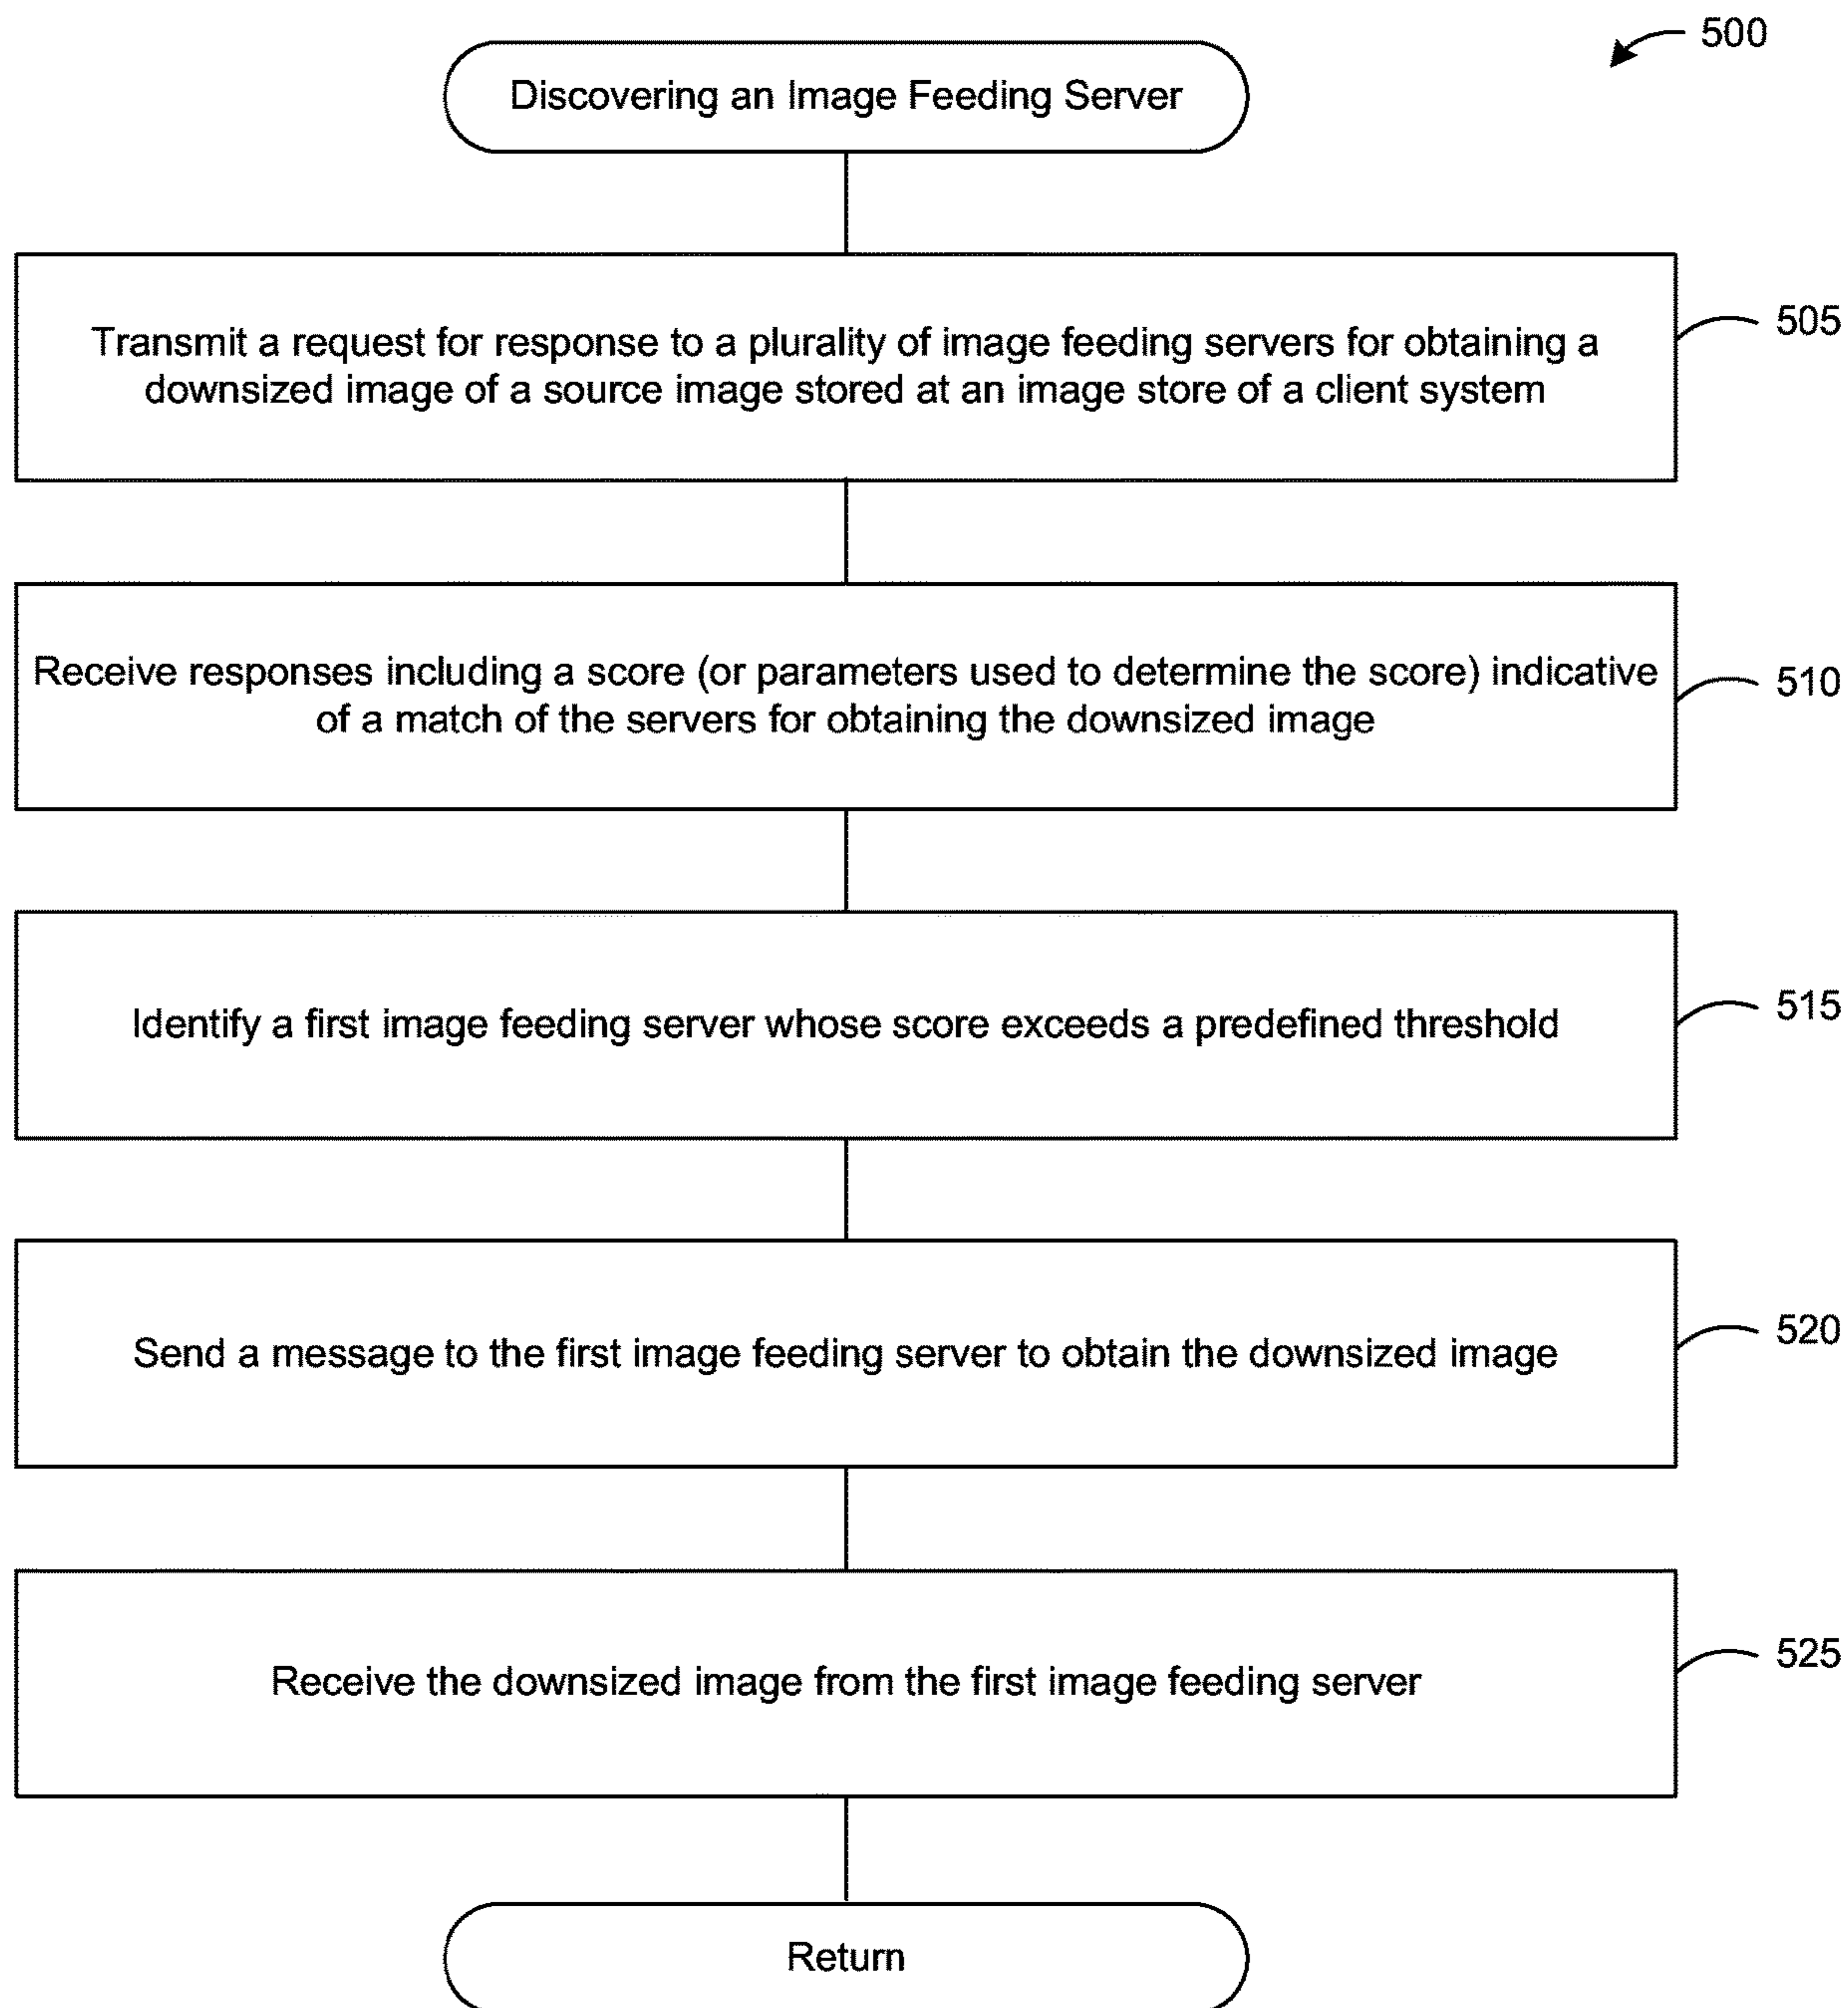 500
Discovering an Image Feeding Server
Transmit a request for response to a plurality of image feeding servers for obtaining a
downsized image of a source image stored at an image store of a client system
505
Receive responses including a score (or parameters used to determine the score) indicative
of a match of the servers for obtaining the downsized image
510
Identify a first image feeding server whose score exceeds a predefined threshold
515
Send a message to the first image feeding server to obtain the downsized image
520
Receive the downsized image from the first image feeding server
525
Return